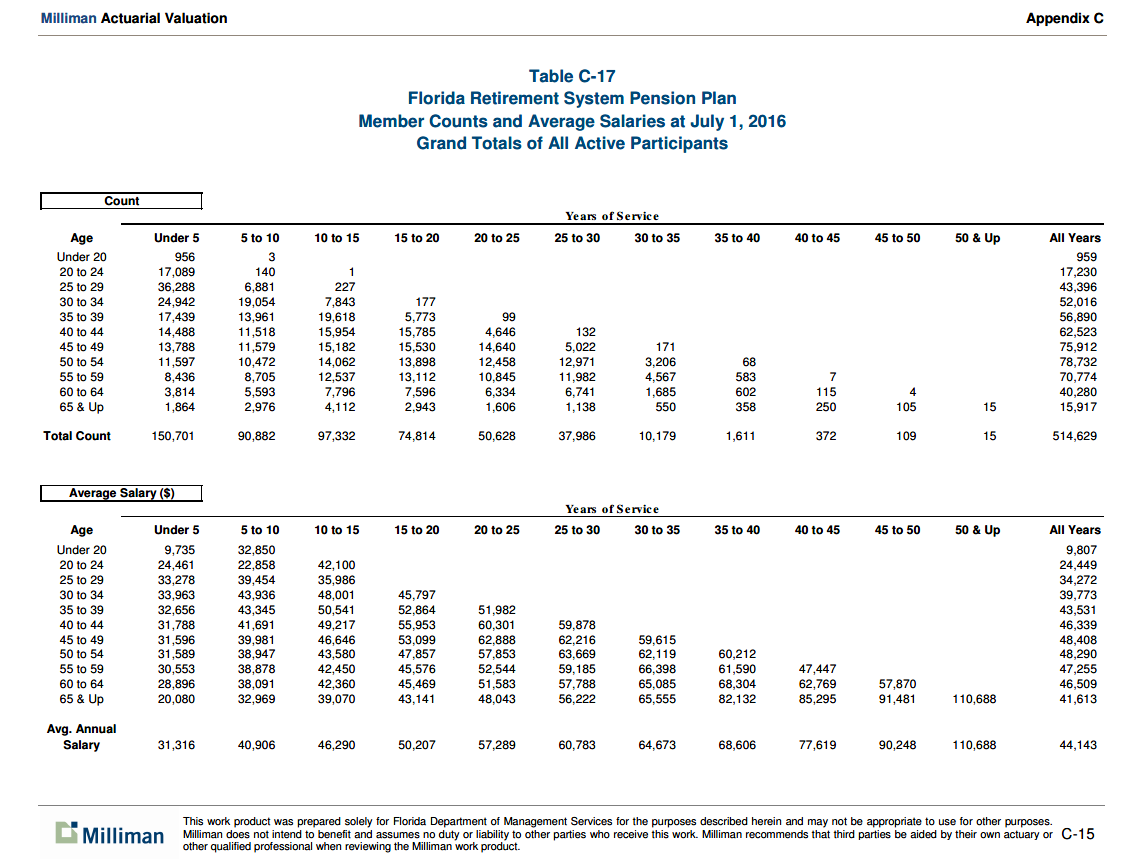 Milliman Actuarial Valuation Appendix C
Table C-17
Florida Retirement System Pension Plan
Member Counts and Average Salaries at July 1, 2016
Grand Totals of All Active Participants
Count
Years of Service
Age Under 5 5 to 10 10 to 15 15 to 20 20 to 25 25 to 30 30 to 35 35 to 40 40 to 45 45 to 50 50 & Up All Years
Under 20 956 3 959
20 to 24 17,089 140 1 17,230
25 to 29 36,288 6,881 227 43,396
30 to 34 24,942 19,054 7,843 177 52,016
35 to 39 17,439 13,961 19,618 5,773 99 56,890
40 to 44 14,488 11,518 15,954 15,785 4,646 132 62,523
45 to 49 13,788 11,579 15,182 15,530 14,640 5,022 171 75,912
50 to 54 11,597 10,472 14,062 13,898 12,458 12,971 3,206 68 78,732
55 to 59 8,436 8,705 12,537 13,112 10,845 11,982 4,567 583 7 70,774
60 to 64 3,814 5,593 7,796 7,596 6,334 6,741 1,685 602 115 4 40,280
65 & Up 1,864 2,976 4,112 2,943 1,606 1,138 550 358 250 105 15 15,917
Total Count 150,701 90,882 97,332 74,814 50,628 37,986 10,179 1,611 372 109 15 514,629
Average Salary ($)
Years of Service
Age Under 5 5 to 10 10 to 15 15 to 20 20 to 25 25 to 30 30 to 35 35 to 40 40 to 45 45 to 50 50 & Up All Years
Under 20 9,735 32,850 9,807
20 to 24 24,461 22,858 42,100 24,449
25 to 29 33,278 39,454 35,986 34,272
30 to 34 33,963 43,936 48,001 45,797 39,773
35 to 39 32,656 43,345 50,541 52,864 51,982 43,531
40 to 44 31,788 41,691 49,217 55,953 60,301 59,878 46,339
45 to 49 31,596 39,981 46,646 53,099 62,888 62,216 59,615 48,408
50 to 54 31,589 38,947 43,580 47,857 57,853 63,669 62,119 60,212 48,290
55 to 59 30,553 38,878 42,450 45,576 52,544 59,185 66,398 61,590 47,447 47,255
60 to 64 28,896 38,091 42,360 45,469 51,583 57,788 65,085 68,304 62,769 57,870 46,509
65 & Up 20,080 32,969 39,070 43,141 48,043 56,222 65,555 82,132 85,295 91,481 110,688 41,613
Avg. Annual
Salary 31,316 40,906 46,290 50,207 57,289 60,783 64,673 68,606 77,619 90,248 110,688 44,143
Milliman
This work product was prepared solely for Florida Department of Management Services for the purposes described herein and may not be appropriate to use for other purposes.
Milliman does not intend to benefit and assumes no duty or liability to other parties who receive this work. Milliman recommends that third parties be aided by their own actuary or
other qualified professional when reviewing the Milliman work product.
C-15